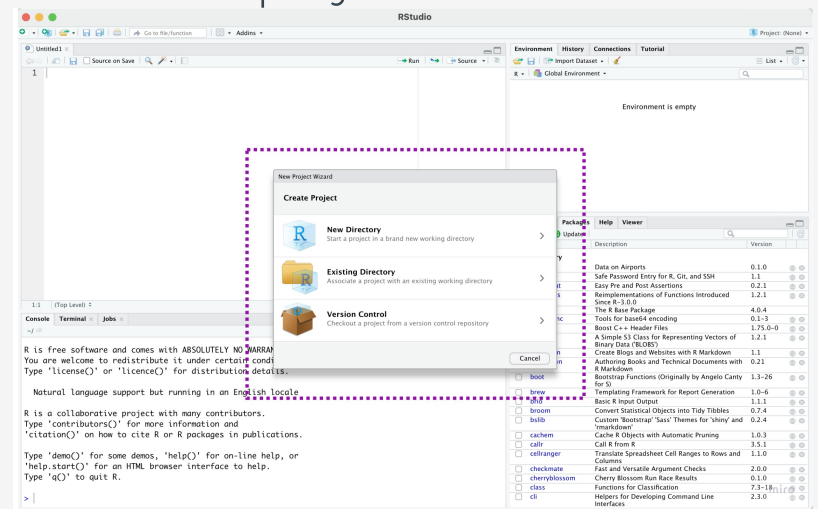 RStudio
Go to file/function
Addins
Project: (None)
Untitled1
Source on Save
Run
Source
1
1:1 (Top Level)
Console Terminal Jobs
~/
R is free software and comes with ABSOLUTELY NO WARRAN
You are welcome to redistribute it under certain condi
Type 'license()' or 'licence()' for distribution details.
Natural language support but running in an English locale
R is a collaborative project with many contributors.
Type 'contributors()' for more information and
'citation()' on how to cite R or R packages in publications.
Type 'demo()' for some demos, 'help()' for on-line help, or
'help.start()' for an HTML browser interface to help.
Type 'q()' to quit R.
>
New Project Wizard
Create Project
New Directory
Start a project in a brand new working directory
Existing Directory
Associate a project with an existing working directory
Version Control
Checkout a project from a version control repository
Cancel
Environment History Connections Tutorial
Import Dataset
List
R Global Environment
Environment is empty
Packages Help Viewer
Update
Description Version
Data on Airports 0.1.0
Safe Password Entry for R, Git, and SSH 1.1
Easy Pre and Post Assertions 0.2.1
Reimplementations of Functions Introduced 1.2.1
Since R-3.0.0
The R Base Package 4.0.4
Tools for base64 encoding 0.1-3
Boost C++ Header Files 1.75.0-0
A Simple S3 Class for Representing Vectors of 1.2.1
Binary Data ('BLOBS')
Create Blogs and Websites with R Markdown 1.1
Authoring Books and Technical Documents with 0.21
R Markdown
boot Bootstrap Functions (Originally by Angelo Canty 1.3-26
for S)
brew Templating Framework for Report Generation 1.0-6
brio Basic R Input Output 1.1.1
broom Convert Statistical Objects into Tidy Tibbles 0.7.4
bslib Custom 'Bootstrap' 'Sass' Themes for 'shiny' and 0.2.4
'rmarkdown'
cachem Cache R Objects with Automatic Pruning 1.0.3
callr Call R from R 3.5.1
cellranger Translate Spreadsheet Cell Ranges to Rows and 1.1.0
Columns
checkmate Fast and Versatile Argument Checks 2.0.0
cherryblossom Cherry Blossom Run Race Results 0.1.0
class Functions for Classification 7.3-18
cli Helpers for Developing Command Line 2.3.0
Interfaces
miro